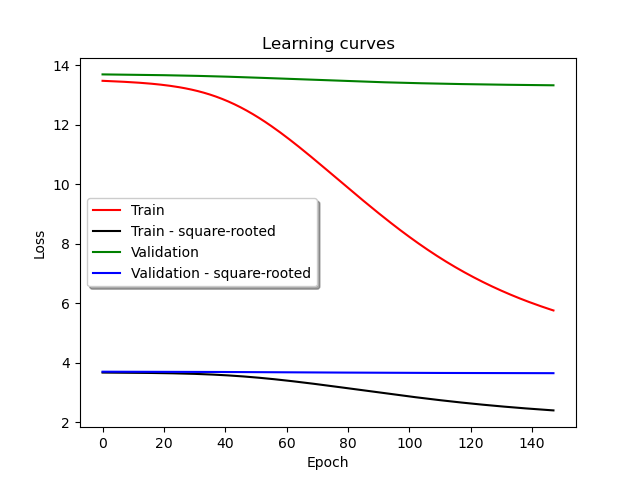 Learning curves
14
12
10
8
6
4
2
Loss
Train
Train - square-rooted
Validation
Validation - square-rooted
0 20 40 60 80 100 120 140
Epoch